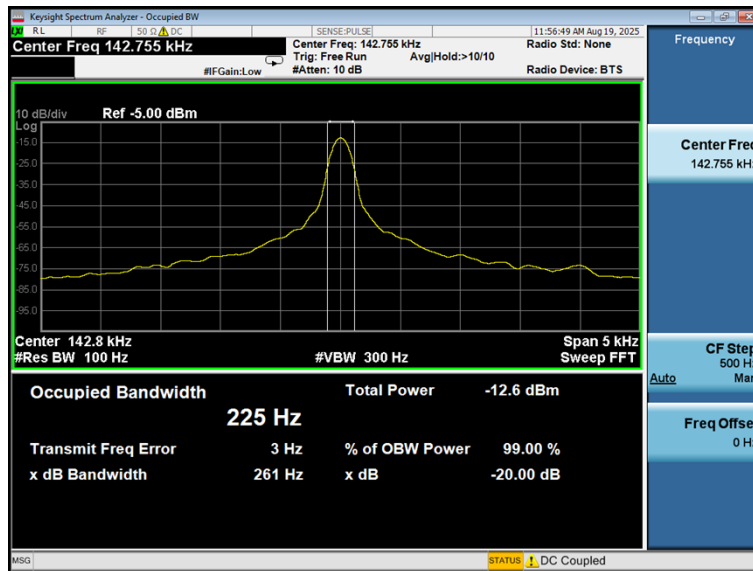 Keysight Spectrum Analyzer - Occupied BW
LXI RL RF 50 Ω DC SENSE:PULSE 11:56:49 AM Aug 19, 2025
Center Freq 142.755 kHz
Center Freq: 142.755 kHz Radio Std: None
Trig: Free Run Avg|Hold:>10/10
#IFGain:Low #Atten: 10 dB Radio Device: BTS
Frequency
10 dB/div Ref -5.00 dBm
Log
-15.0
-25.0
-35.0
-45.0
-55.0
-65.0
-75.0
-85.0
-95.0
Center Freq
142.755 kHz
Center 142.8 kHz Span 5 kHz
#Res BW 100 Hz #VBW 300 Hz Sweep FFT
CF Step
500 Hz
Auto Man
Occupied Bandwidth Total Power -12.6 dBm
225 Hz
Transmit Freq Error 3 Hz % of OBW Power 99.00 %
x dB Bandwidth 261 Hz x dB -20.00 dB
Freq Offset
0 Hz
MSG STATUS DC Coupled